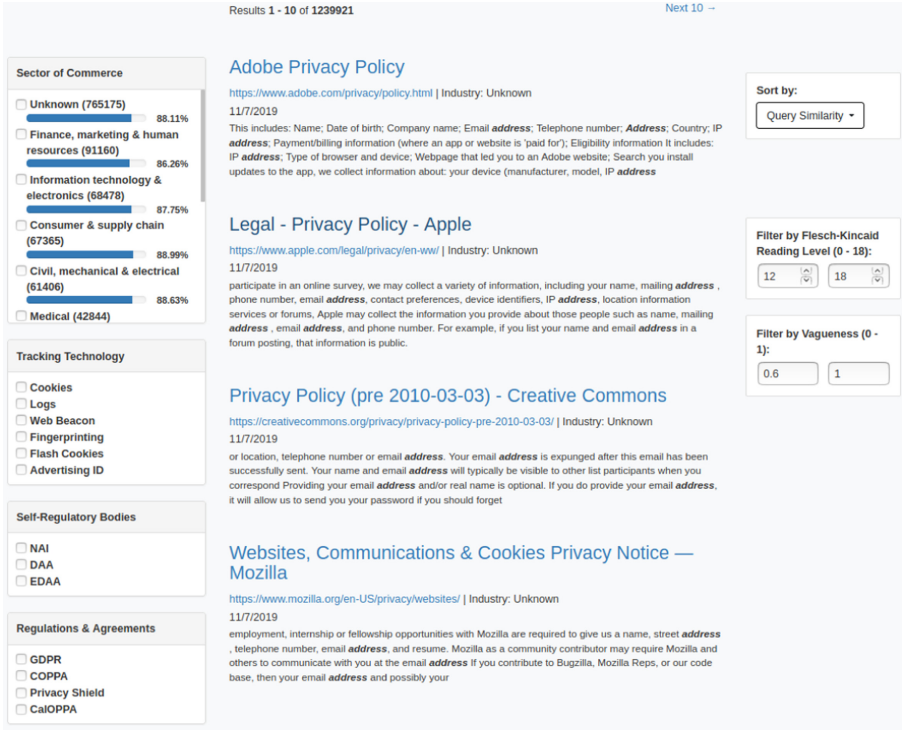 Results 1 - 10 of 1239921
Next 10 →
Sector of Commerce
Unknown (765175)
88.11%
Finance, marketing & human
resources (91160)
86.26%
Information technology &
electronics (68478)
87.75%
Consumer & supply chain
(67365)
88.99%
Civil, mechanical & electrical
(61406)
88.63%
Medical (42844)
Tracking Technology
Cookies
Logs
Web Beacon
Fingerprinting
Flash Cookies
Advertising ID
Self-Regulatory Bodies
NAI
DAA
EDAA
Regulations & Agreements
GDPR
COPPA
Privacy Shield
CalOPPA
Adobe Privacy Policy
https://www.adobe.com/privacy/policy.html | Industry: Unknown
11/7/2019
This includes: Name; Date of birth; Company name; Email address; Telephone number; Address; Country; IP
address; Payment/billing information (where an app or website is 'paid for'); Eligibility information It includes:
IP address; Type of browser and device; Webpage that led you to an Adobe website; Search you install
updates to the app, we collect information about: your device (manufacturer, model, IP address
Legal - Privacy Policy - Apple
https://www.apple.com/legal/privacy/en-ww/ | Industry: Unknown
11/7/2019
participate in an online survey, we may collect a variety of information, including your name, mailing address ,
phone number, email address, contact preferences, device identifiers, IP address, location information
services or forums, Apple may collect the information you provide about those people such as name, mailing
address , email address, and phone number. For example, if you list your name and email address in a
forum posting, that information is public.
Privacy Policy (pre 2010-03-03) - Creative Commons
https://creativecommons.org/privacy/privacy-policy-pre-2010-03-03/ | Industry: Unknown
11/7/2019
or location, telephone number or email address. Your email address is expunged after this email has been
successfully sent. Your name and email address will typically be visible to other list participants when you
correspond Providing your email address and/or real name is optional. If you do provide your email address,
it will allow us to send you your password if you should forget
Websites, Communications & Cookies Privacy Notice —
Mozilla
https://www.mozilla.org/en-US/privacy/websites/ | Industry: Unknown
11/7/2019
employment, internship or fellowship opportunities with Mozilla are required to give us a name, street address
, telephone number, email address, and resume. Mozilla as a community contributor may require Mozilla and
others to communicate with you at the email address If you contribute to Bugzilla, Mozilla Reps, or our code
base, then your email address and possibly your
Sort by:
Query Similarity
Filter by Flesch-Kincaid
Reading Level (0 - 18):
12 18
Filter by Vagueness (0 -
1):
0.6 1